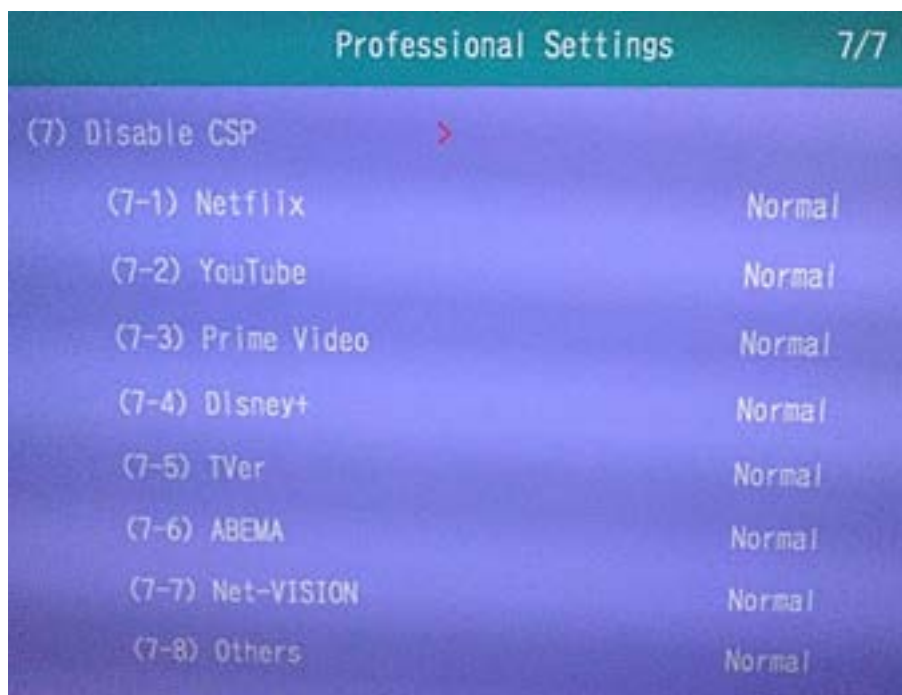 Professional Settings 7/7
(7) Disable CSP >
(7-1) Netflix Normal
(7-2) YouTube Normal
(7-3) Prime Video Normal
(7-4) Disney+ Normal
(7-5) TVer Normal
(7-6) ABEMA Normal
(7-7) Net-VISION Normal
(7-8) Others Normal